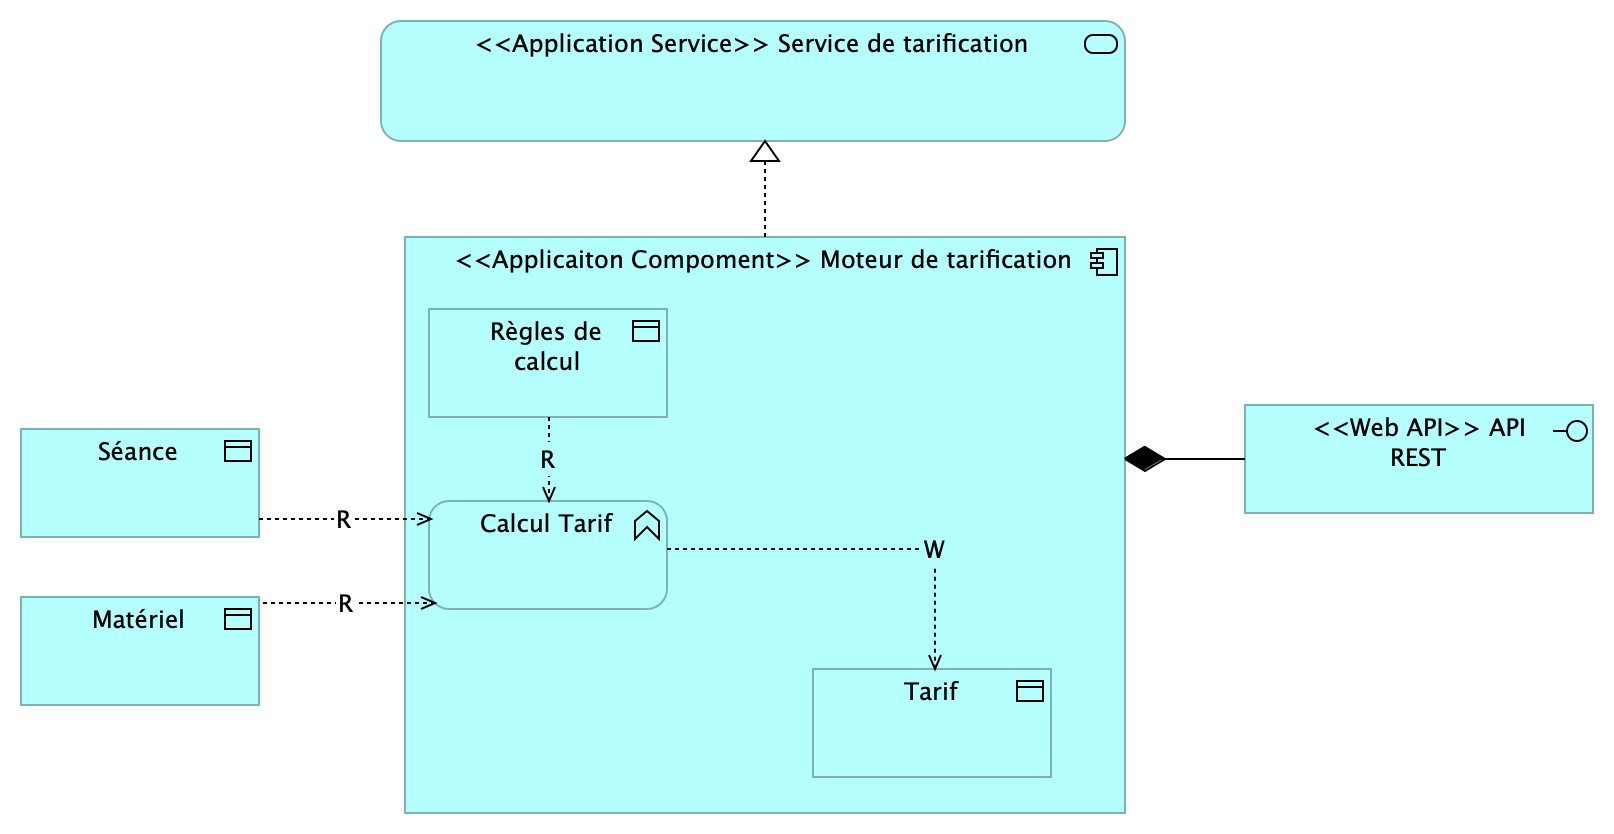 <<Application Service>> Service de tarification
<<Applicaiton Compoment>> Moteur de tarification
Règles de
calcul
<<Web API>> API
REST
Séance
R
R
Calcul Tarif
W
Matériel
R
Tarif